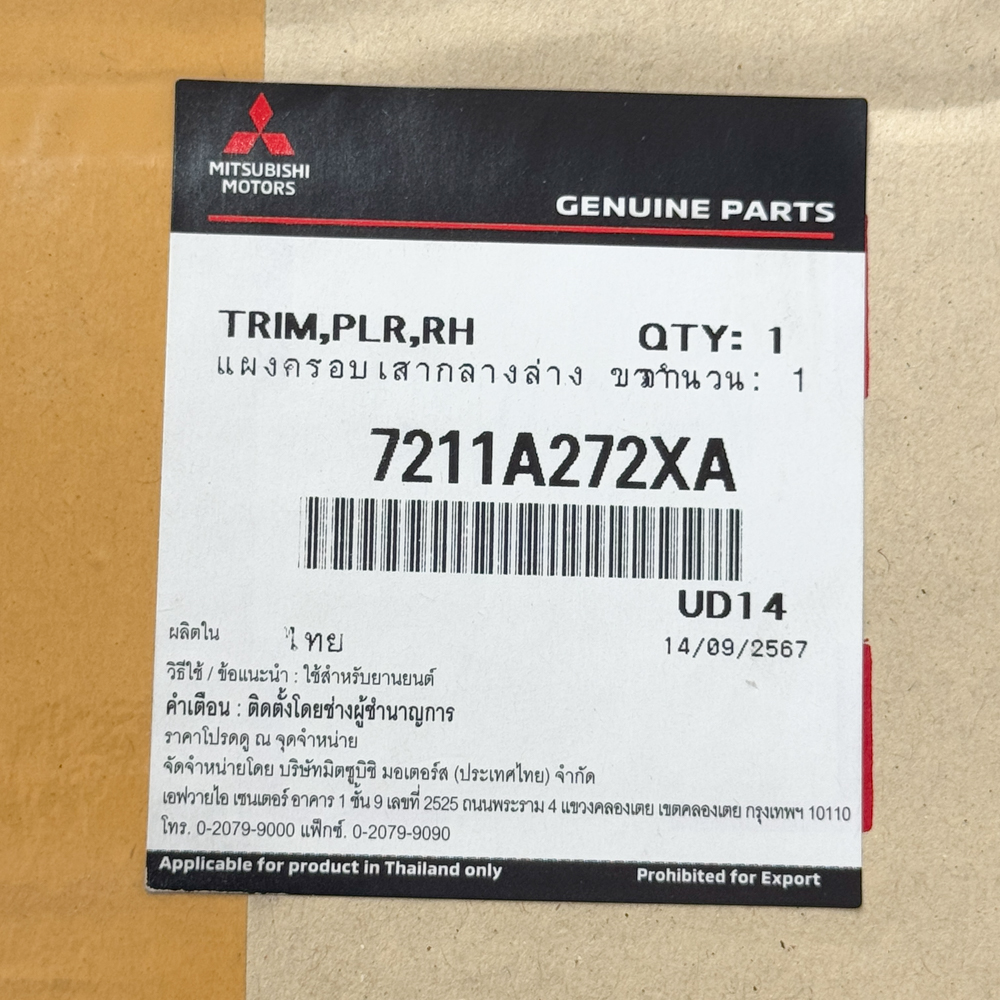 MITSUBISHI
MOTORS
GENUINE PARTS
TRIM,PLR,RH QTY: 1
แผงครอบเสากลางล่าง จำนวน: 1
7211A272XA
UD14
ผลิตใน ไทย 14/09/2567
วิธีใช้ / ข้อแนะนำ : ใช้สำหรับยานยนต์
คำเตือน : ติดตั้งโดยช่างผู้ชำนาญการ
ราคาโปรดดู ณ จุดจำหน่าย
จัดจำหน่ายโดย บริษัทมิตซูบิชิ มอเตอร์ส (ประเทศไทย) จำกัด
เอฟวายไอ เซนเตอร์ อาคาร 1 ชั้น 9 เลขที่ 2525 ถนนพระราม 4 แขวงคลองเตย เขตคลองเตย กรุงเทพฯ 10110
โทร. 0-2079-9000 แฟ็กซ์. 0-2079-9090
Applicable for product in Thailand only Prohibited for Export